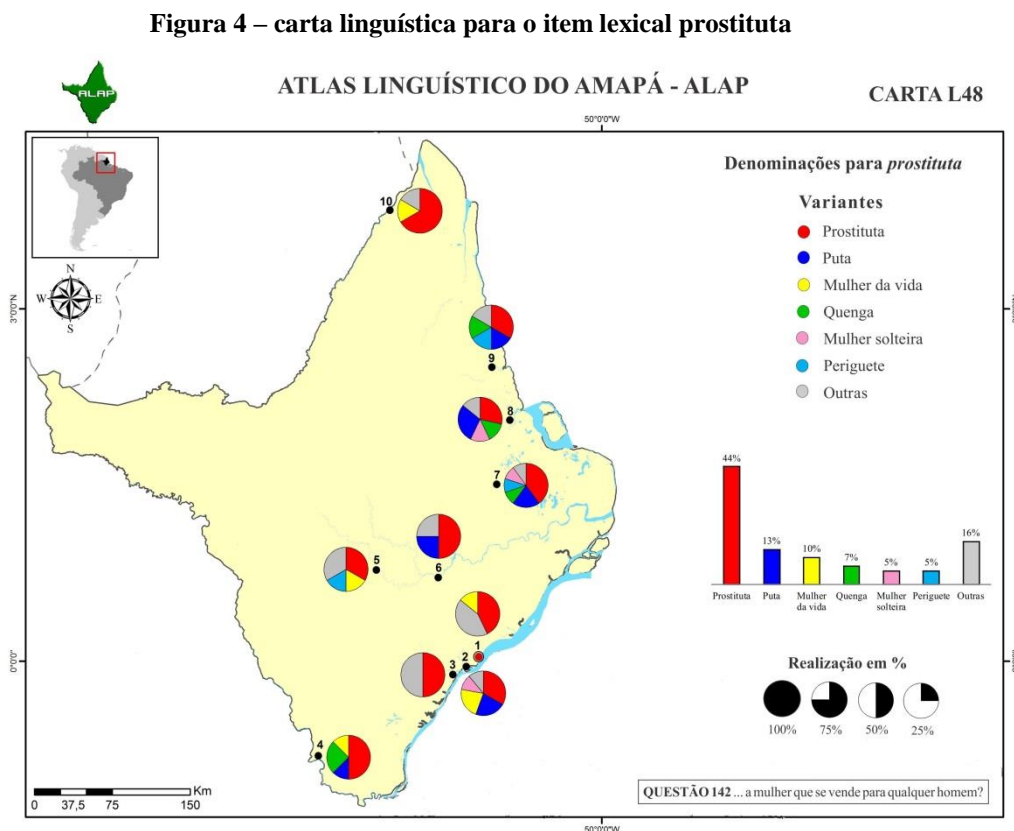 Figura 4 – carta linguística para o item lexical prostituta
ALAP
ATLAS LINGUÍSTICO DO AMAPÁ - ALAP
CARTA L48
50°0'0"W
N
W E
S
3°0'0"N
0°0'0"
10
9
8
7
6
5
1
2
3
4
Denominações para prostituta
Variantes
Prostituta
Puta
Mulher da vida
Quenga
Mulher solteira
Periguete
Outras
44%
13%
10%
7%
5%
5%
16%
Prostituta Puta Mulher da vida Quenga Mulher solteira Periguete Outras
Realização em %
100% 75% 50% 25%
Km
0 37,5 75 150
QUESTÃO 142 ... a mulher que se vende para qualquer homem?
50°0'0"W